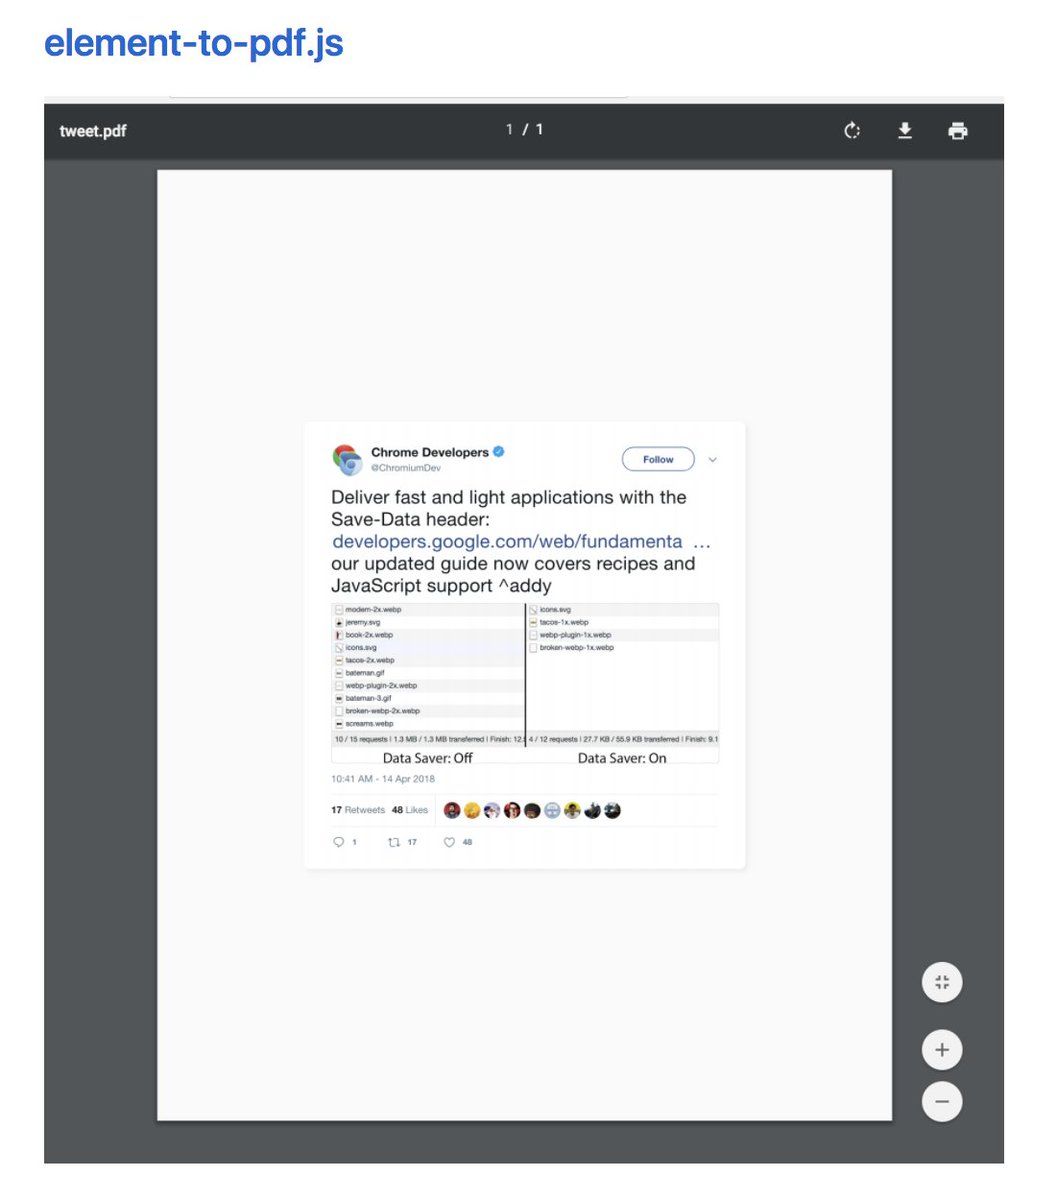 element-to-pdf.js
tweet.pdf
1 / 1
Chrome Developers
@ChromiumDev
Follow
Deliver fast and light applications with the
Save-Data header:
developers.google.com/web/fundamenta …
our updated guide now covers recipes and
JavaScript support ^addy
modern-2x.webp
jeremy.svg
book-2x.webp
icons.svg
tacos-2x.webp
bateman.gif
webp-plugin-2x.webp
bateman-3.gif
broken-webp-2x.webp
screams.webp
10 / 15 requests | 1.3 MB / 1.3 MB transferred | Finish: 12.
icons.svg
tacos-1x.webp
webp-plugin-1x.webp
broken-webp-1x.webp
4 / 12 requests | 27.7 KB / 55.9 KB transferred | Finish: 9.1
Data Saver: Off
Data Saver: On
10:41 AM - 14 Apr 2018
17 Retweets 48 Likes
1 17 48